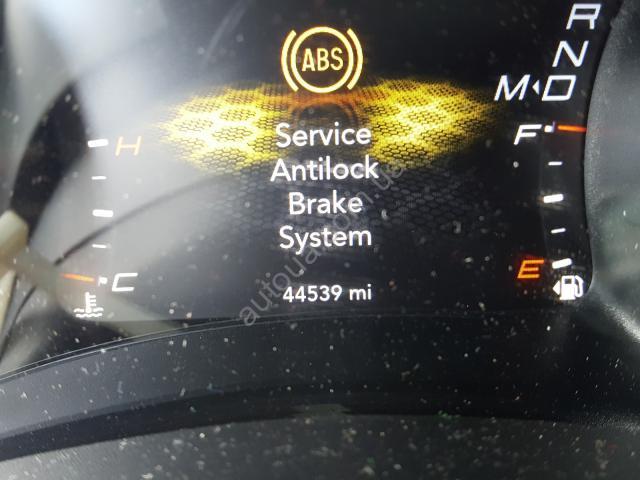 ABS
R
N
M D
H
F
Service
Antilock
Brake
System
C
E
44539 mi